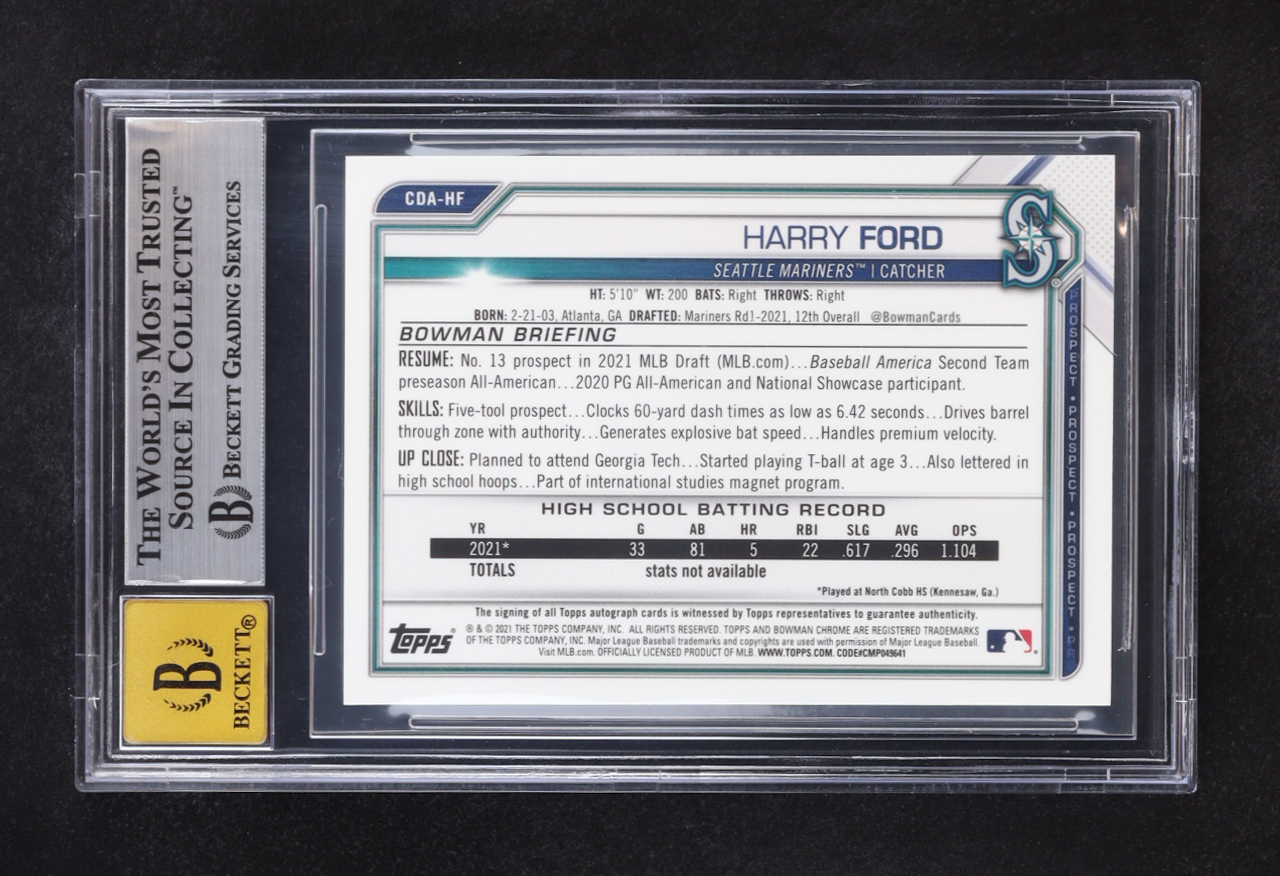 THE WORLD'S MOST TRUSTED
SOURCE IN COLLECTING™
B BECKETT GRADING SERVICES
B
BECKETT®
CDA-HF
HARRY FORD
SEATTLE MARINERS™ | CATCHER
S
HT: 5'10" WT: 200 BATS: Right THROWS: Right
BORN: 2-21-03, Atlanta, GA DRAFTED: Mariners Rd1-2021, 12th Overall @BowmanCards
BOWMAN BRIEFING
RESUME: No. 13 prospect in 2021 MLB Draft (MLB.com)...Baseball America Second Team
preseason All-American...2020 PG All-American and National Showcase participant.
SKILLS: Five-tool prospect...Clocks 60-yard dash times as low as 6.42 seconds...Drives barrel
through zone with authority...Generates explosive bat speed...Handles premium velocity.
UP CLOSE: Planned to attend Georgia Tech...Started playing T-ball at age 3...Also lettered in
high school hoops...Part of international studies magnet program.
HIGH SCHOOL BATTING RECORD
YR G AB HR RBI SLG AVG OPS
2021* 33 81 5 22 .617 .296 1.104
TOTALS stats not available
*Played at North Cobb HS (Kennesaw, Ga.)
The signing of all Topps autograph cards is witnessed by Topps representatives to guarantee authenticity.
topps®
® & © 2021 THE TOPPS COMPANY, INC. ALL RIGHTS RESERVED. TOPPS AND BOWMAN CHROME ARE REGISTERED TRADEMARKS
OF THE TOPPS COMPANY, INC. Major League Baseball trademarks and copyrights are used with permission of Major League Baseball.
Visit MLB.com. OFFICIALLY LICENSED PRODUCT OF MLB. WWW.TOPPS.COM. CODE#CMP049641
PROSPECT • PROSPECT • PROSPECT • PR